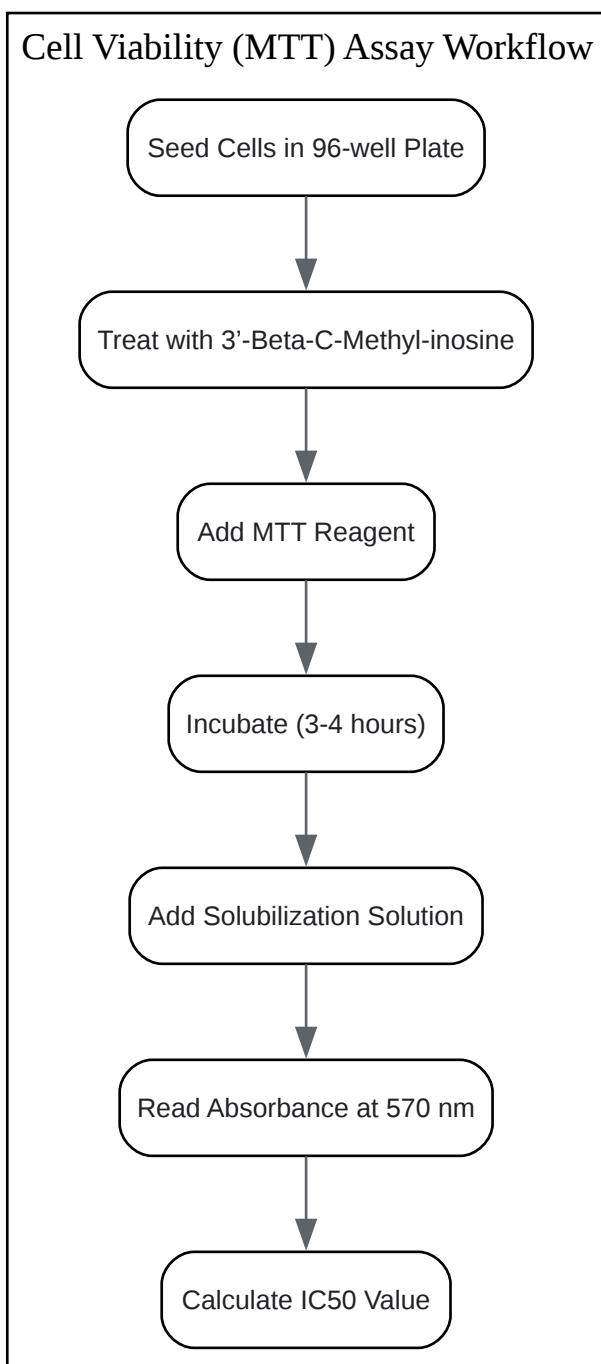 Cell Viability (MTT) Assay Workflow
Seed Cells in 96-well Plate
Treat with 3'-Beta-C-Methyl-inosine
Add MTT Reagent
Incubate (3-4 hours)
Add Solubilization Solution
Read Absorbance at 570 nm
Calculate IC50 Value